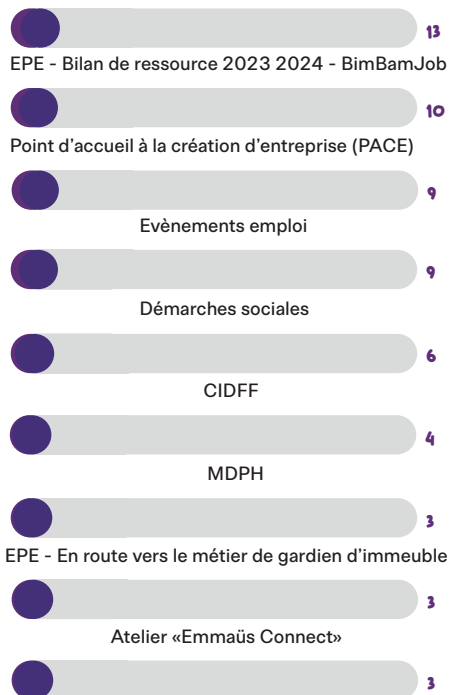 13
EPE - Bilan de ressource 2023 2024 - BimBamJob
10
Point d'accueil à la création d'entreprise (PACE)
9
Evènements emploi
9
Démarches sociales
6
CIDFF
4
MDPH
3
EPE - En route vers le métier de gardien d'immeuble
3
Atelier «Emmaüs Connect»
3